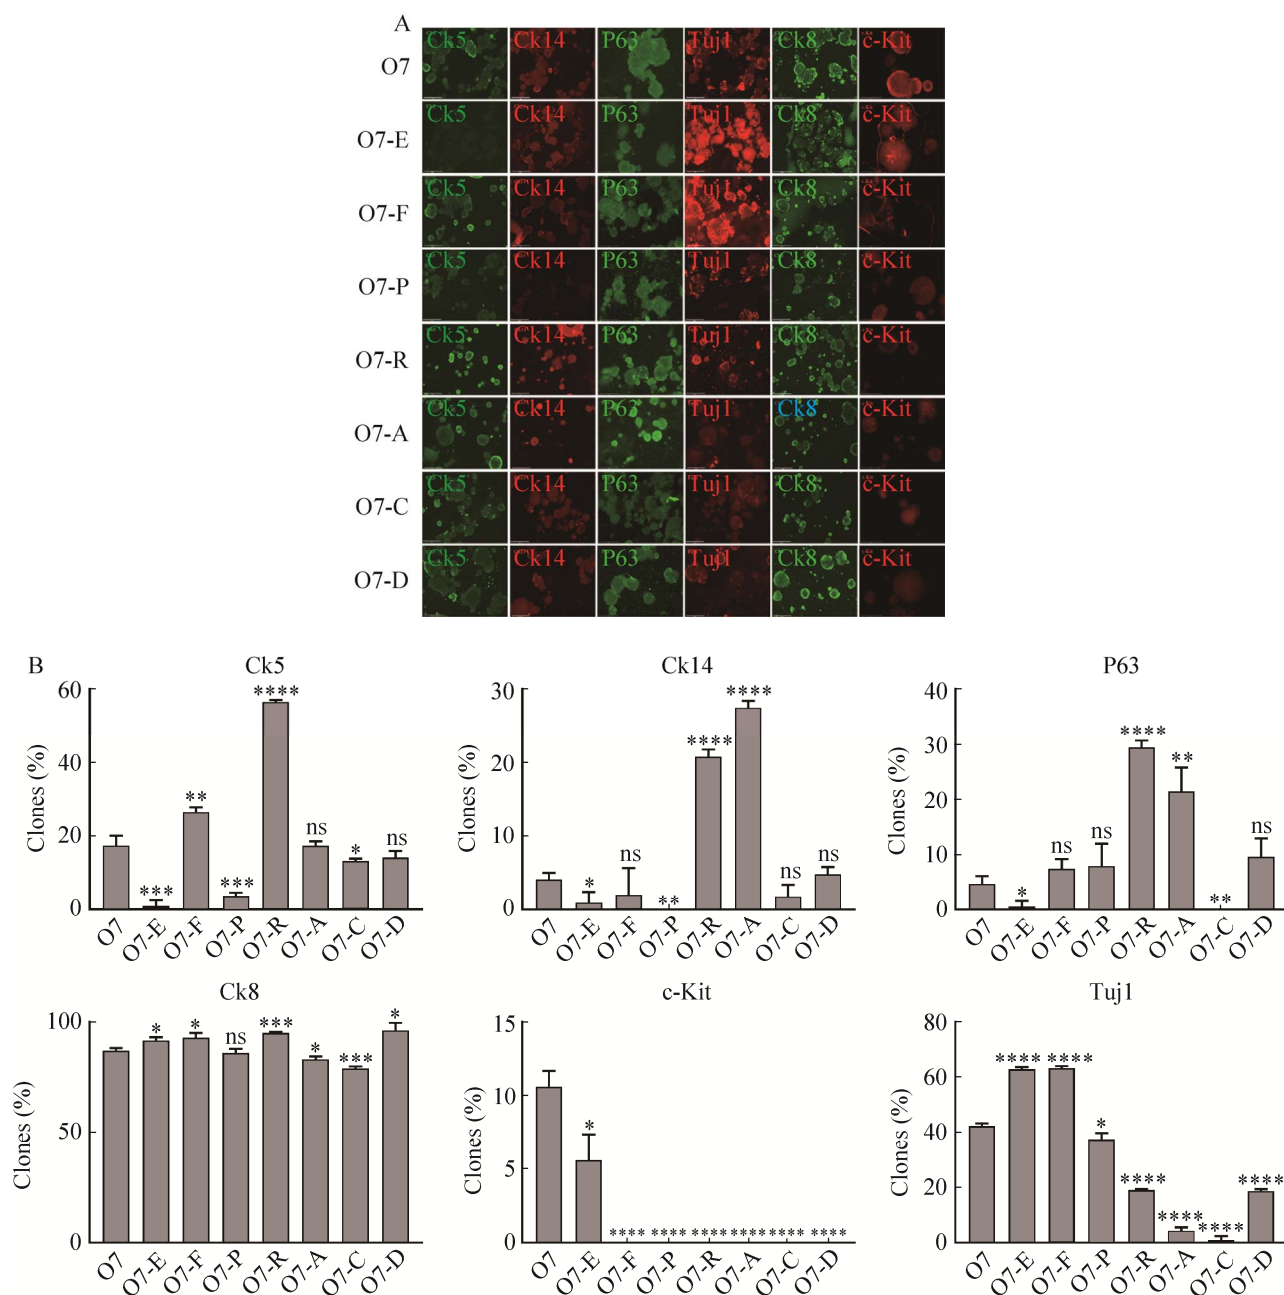 A
O7 Ck5 Ck14 P63 Tuj1 Ck8 c-Kit
O7-E Ck5 Ck14 P63 Tuj1 Ck8 c-Kit
O7-F Ck5 Ck14 P63 Tuj1 Ck8 c-Kit
O7-P Ck5 Ck14 P63 Tuj1 Ck8 c-Kit
O7-R Ck5 Ck14 P63 Tuj1 Ck8 c-Kit
O7-A Ck5 Ck14 P63 Tuj1 Ck8 c-Kit
O7-C Ck5 Ck14 P63 Tuj1 Ck8 c-Kit
O7-D Ck5 Ck14 P63 Tuj1 Ck8 c-Kit
B
Ck5
Clones (%)
60
40
20
0
*** ** *** **** ns * ns
O7 O7-E O7-F O7-P O7-R O7-A O7-C O7-D
Ck14
Clones (%)
30
20
10
0
* ns ** **** **** ns ns
O7 O7-E O7-F O7-P O7-R O7-A O7-C O7-D
P63
Clones (%)
40
30
20
10
0
* ns ns **** ** ** ns
O7 O7-E O7-F O7-P O7-R O7-A O7-C O7-D
Ck8
Clones (%)
100
50
0
* * ns *** * *** *
O7 O7-E O7-F O7-P O7-R O7-A O7-C O7-D
c-Kit
Clones (%)
15
10
5
0
* **** **** **** **** **** ****
O7 O7-E O7-F O7-P O7-R O7-A O7-C O7-D
Tuj1
Clones (%)
80
60
40
20
0
**** **** * **** **** **** ****
O7 O7-E O7-F O7-P O7-R O7-A O7-C O7-D